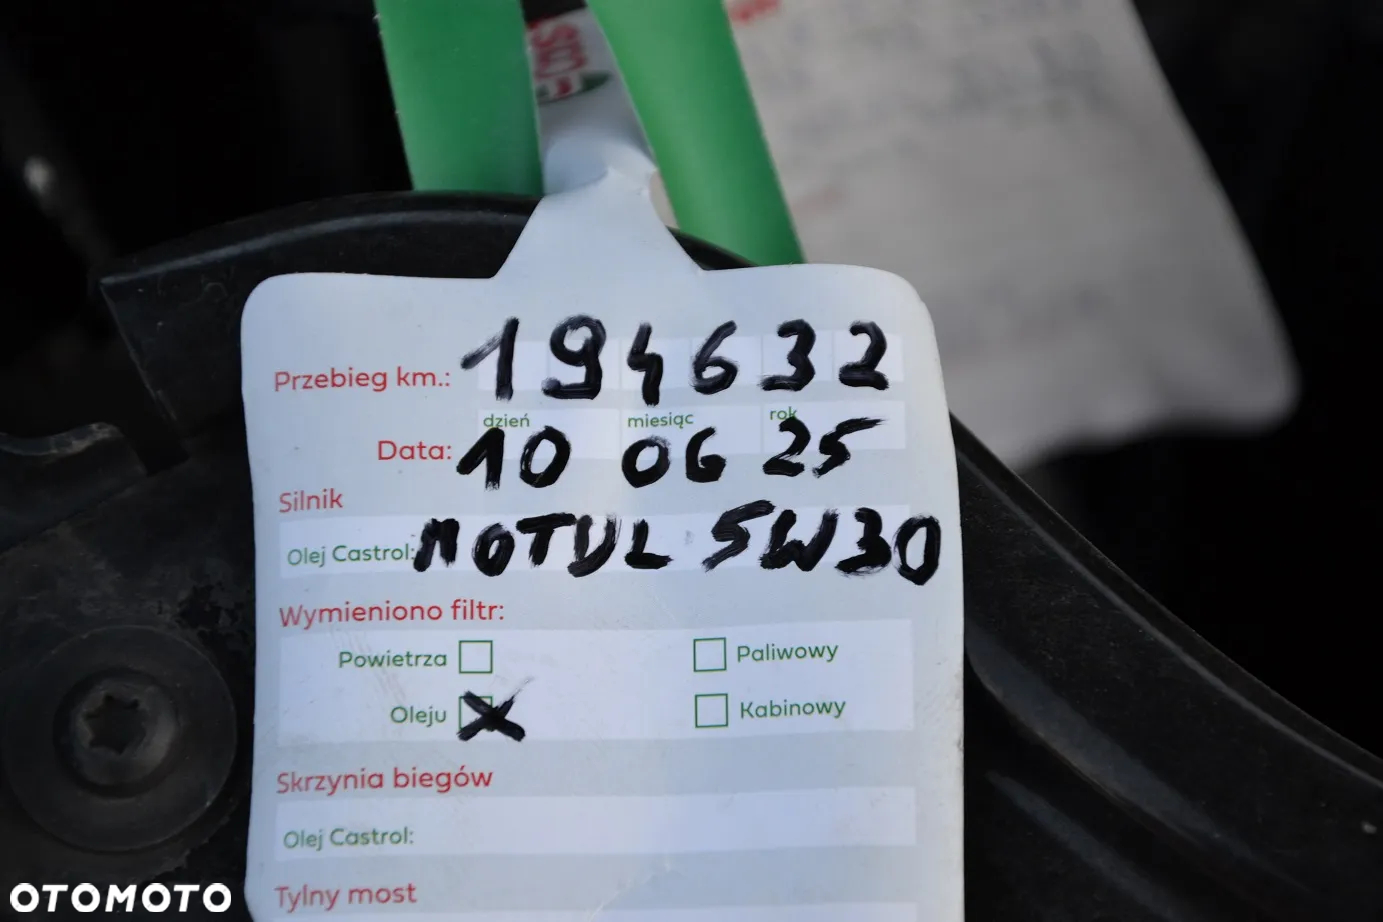 Przebieg km.: 194632
dzień miesiąc rok
Data: 10 06 25
Silnik
Olej Castrol: MOTUL 5W30
Wymieniono filtr:
Powietrza Paliwowy
Oleju Kabinowy
Skrzynia biegów
Olej Castrol:
Tylny most
OTOMOTO